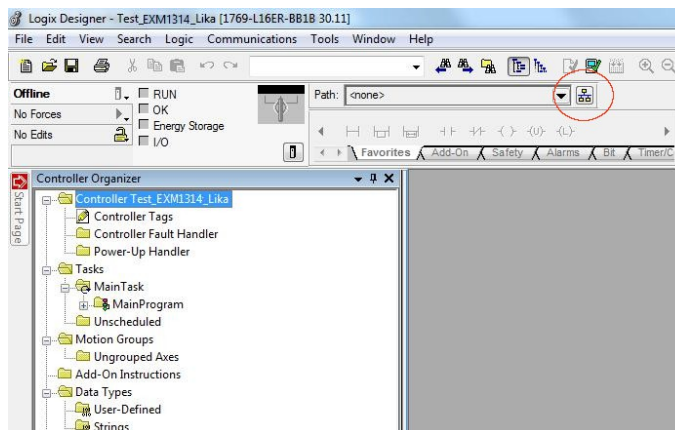 Logix Designer - Test_EXM1314_Lika [1769-L16ER-BB1B 30.11]
File Edit View Search Logic Communications Tools Window Help
Offline
RUN
No Forces
OK
No Edits
Energy Storage
I/O
Path: <none>
Favorites Add-On Safety Alarms Bit Timer/C
Start Page
Controller Organizer
Controller Test_EXM1314_Lika
Controller Tags
Controller Fault Handler
Power-Up Handler
Tasks
MainTask
MainProgram
Unscheduled
Motion Groups
Ungrouped Axes
Add-On Instructions
Data Types
User-Defined
Strings